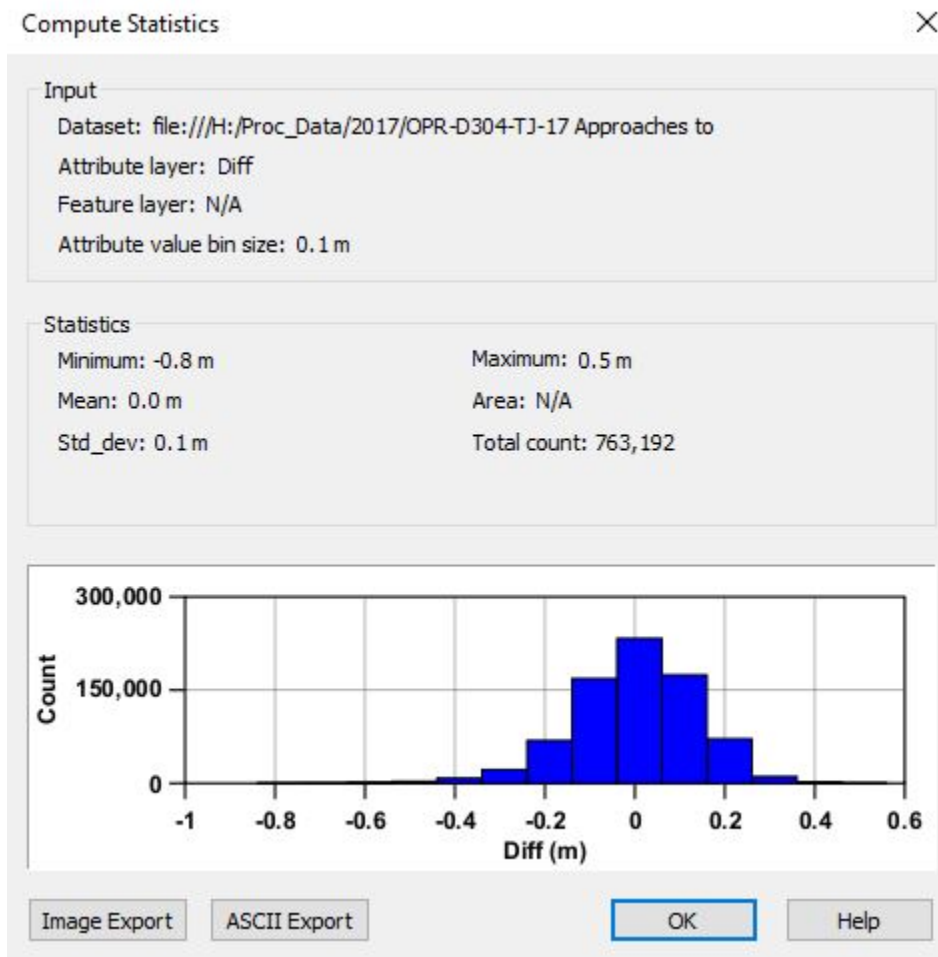 Compute Statistics
Input
Dataset: file:///H:/Proc_Data/2017/OPR-D304-TJ-17 Approaches to
Attribute layer: Diff
Feature layer: N/A
Attribute value bin size: 0.1 m
Statistics
Minimum: -0.8 m Maximum: 0.5 m
Mean: 0.0 m Area: N/A
Std_dev: 0.1 m Total count: 763,192
300,000
150,000
0
Count
-1 -0.8 -0.6 -0.4 -0.2 0 0.2 0.4 0.6
Diff (m)
Image Export ASCII Export OK Help